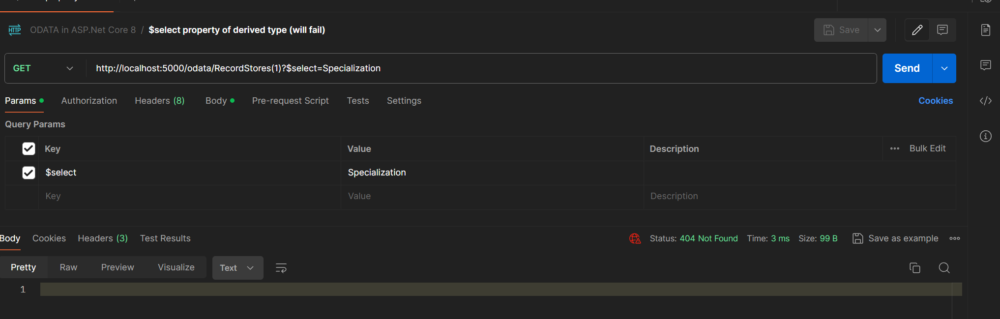 HTTP ODATA in ASP.Net Core 8 / $select property of derived type (will fail) Save
GET http://localhost:5000/odata/RecordStores(1)?$select=Specialization Send
Params Authorization Headers (8) Body Pre-request Script Tests Settings Cookies
Query Params
Key Value Description Bulk Edit
$select Specialization
Key Value Description
Body Cookies Headers (3) Test Results Status: 404 Not Found Time: 3 ms Size: 99 B Save as example
Pretty Raw Preview Visualize Text
1